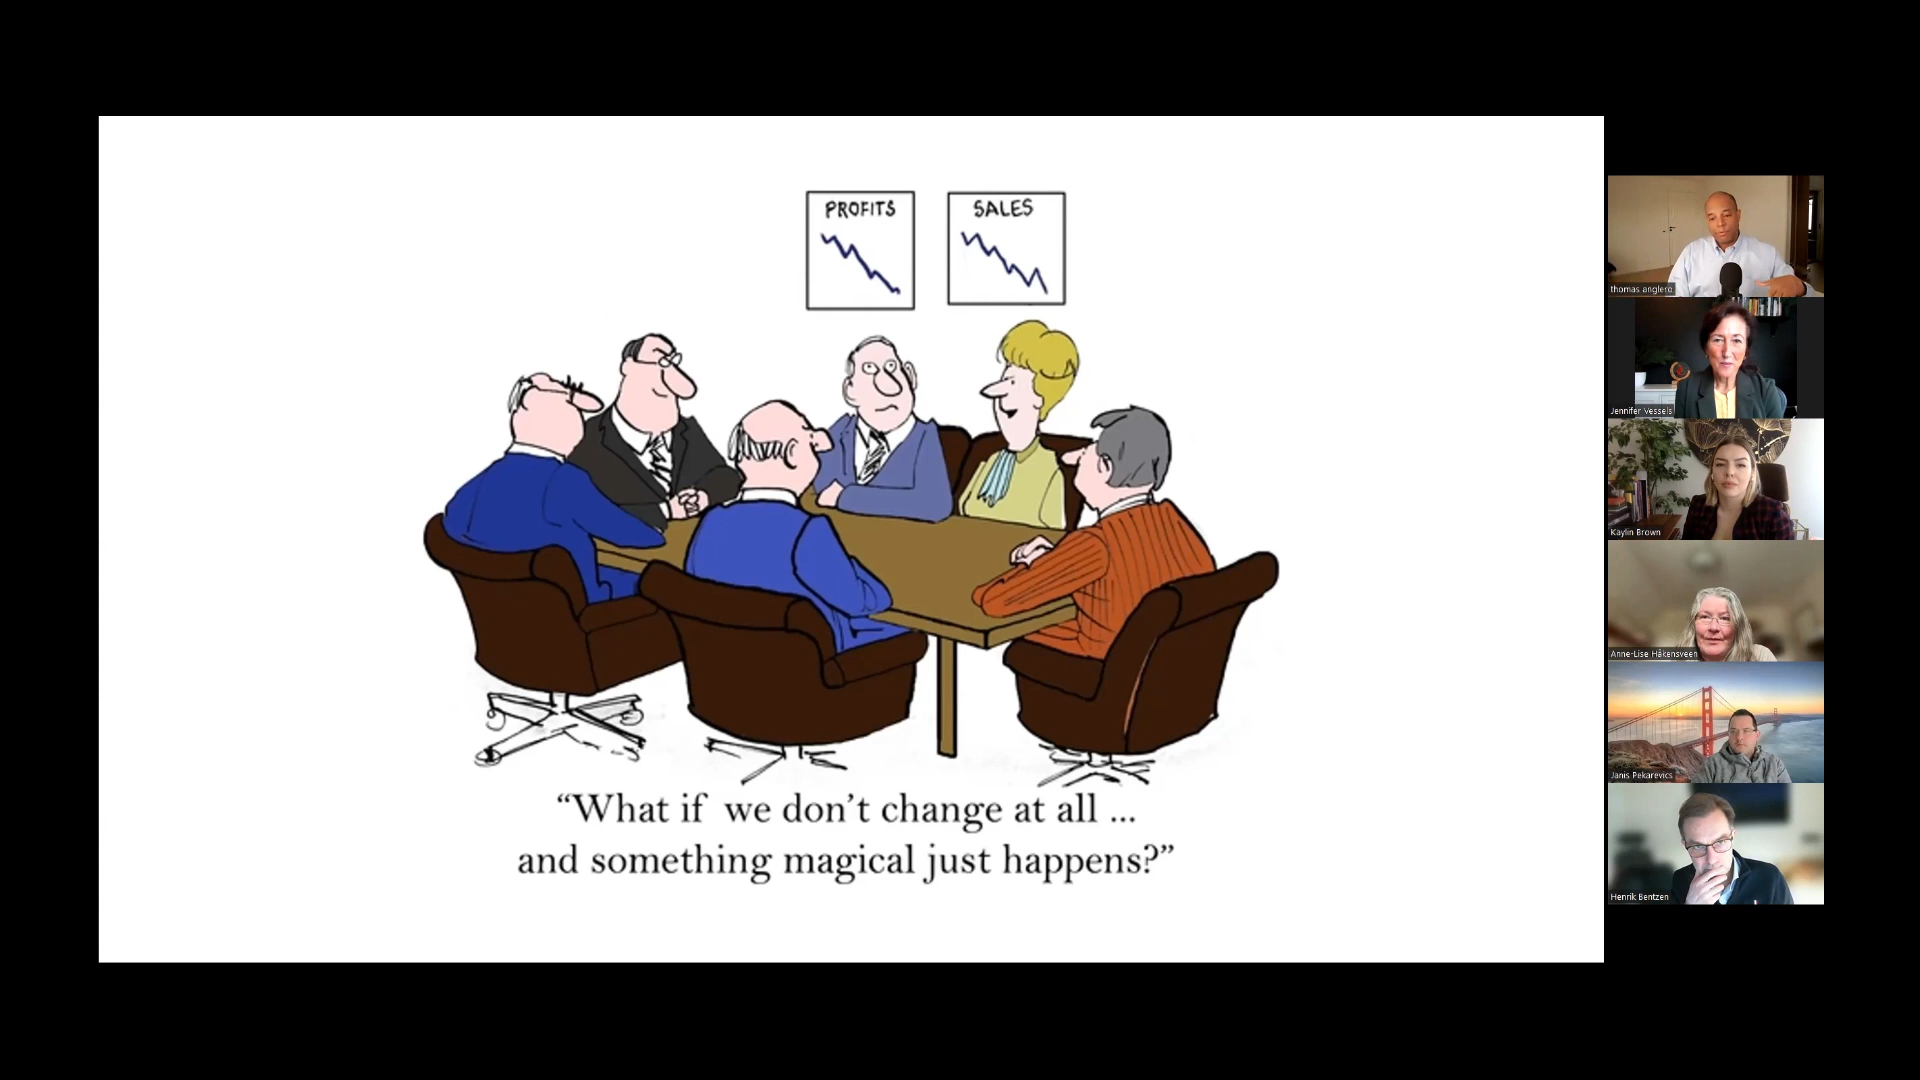 PROFITS
SALES
“What if we don’t change at all ...
and something magical just happens?”
thomas anglero
Jennifer Vessels
Kaylin Brown
Anne-Lise Håkensveen
Janis Pekarevics
Henrik Bentzen